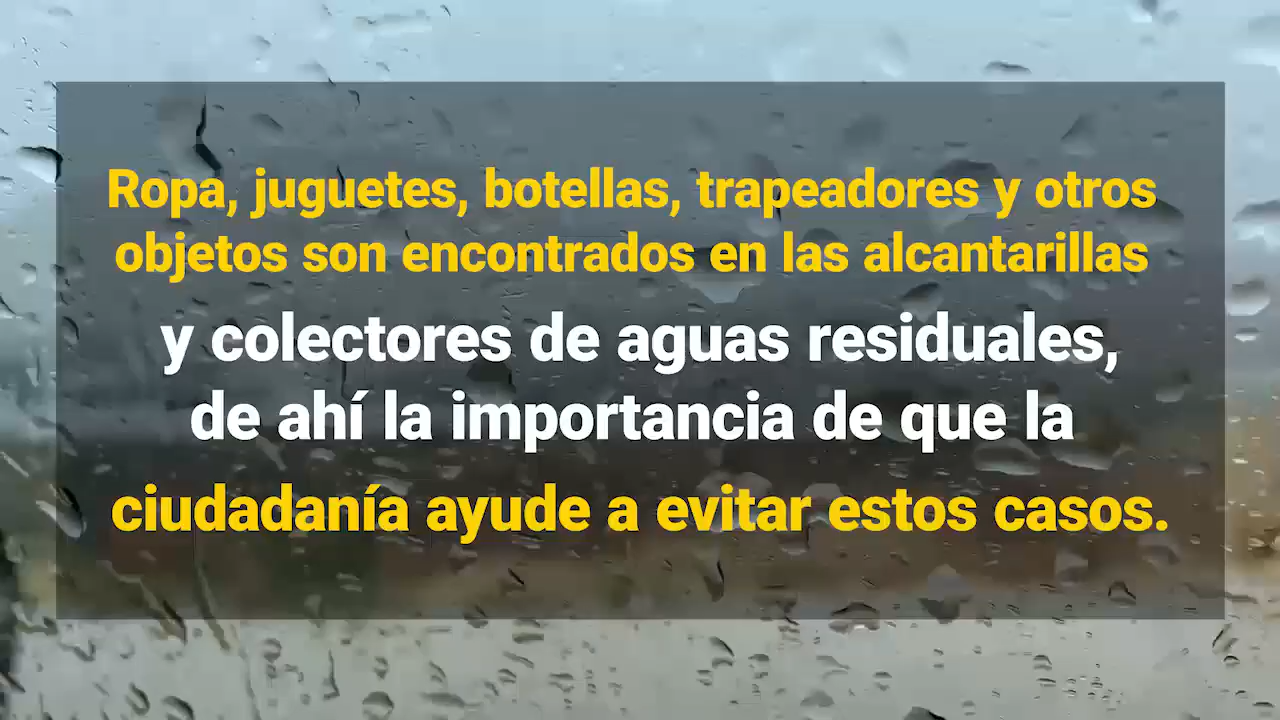 Ropa, juguetes, botellas, trapeadores y otros
objetos son encontrados en las alcantarillas
y colectores de aguas residuales,
de ahí la importancia de que la
ciudadanía ayude a evitar estos casos.